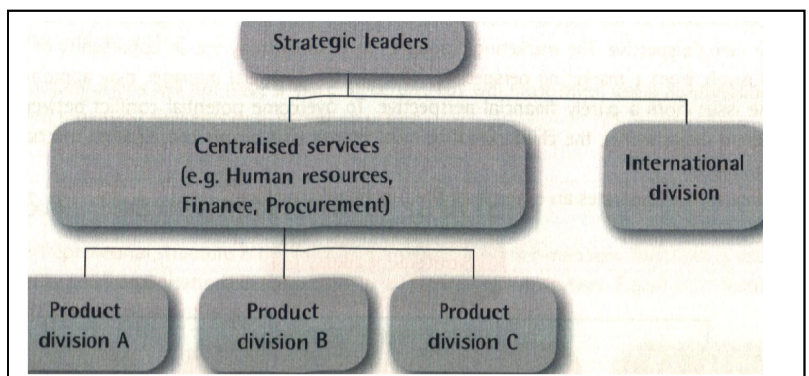 Strategic leaders
Centralised services
(e.g. Human resources,
Finance, Procurement)
International
division
Product
division A
Product
division B
Product
division C